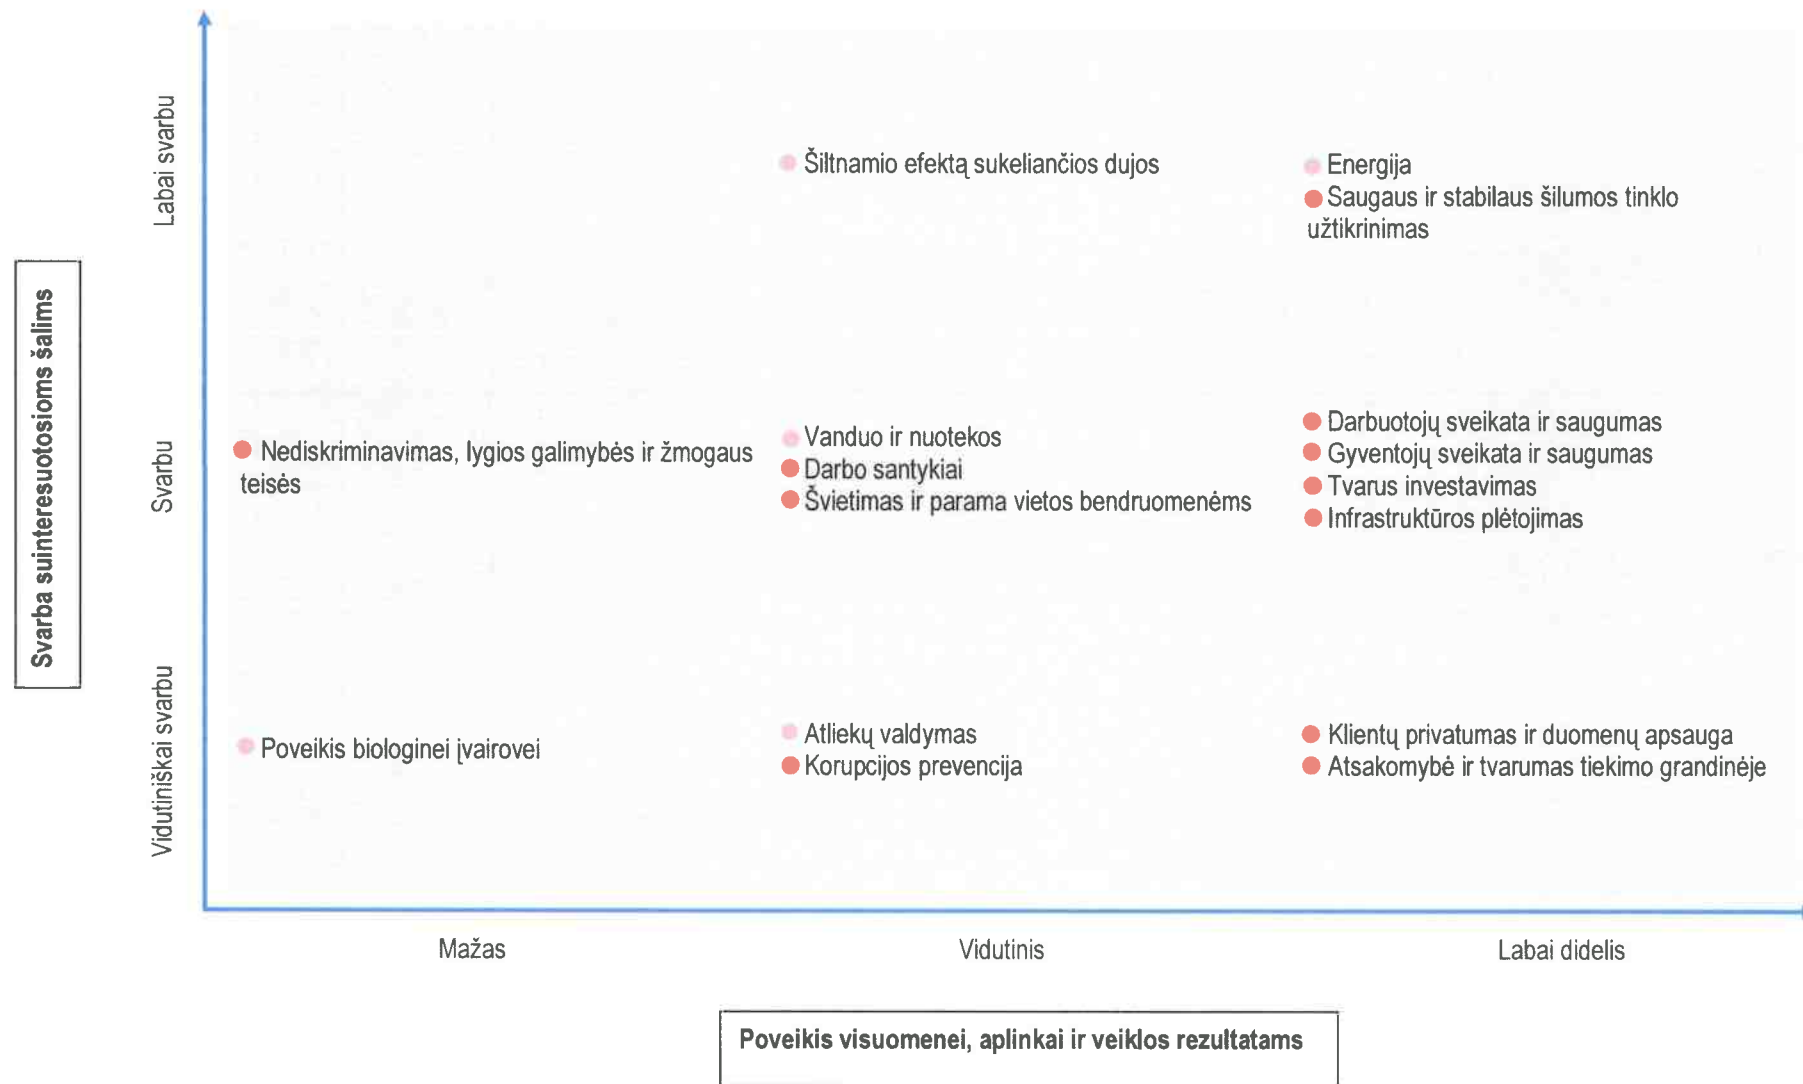 Labai svarbu
Šiltnamio efektą sukeliančios dujos
Energija
Saugaus ir stabilaus šilumos tinklo
užtikrinimas
Svarba suinteresuotosioms šalims
Svarbu
Nediskriminavimas, lygios galimybės ir žmogaus
teisės
Vanduo ir nuotekos
Darbo santykiai
Švietimas ir parama vietos bendruomenėms
Darbuotojų sveikata ir saugumas
Gyventojų sveikata ir saugumas
Tvarus investavimas
Infrastruktūros plėtojimas
Vidutiniškai svarbu
Poveikis biologinei įvairovei
Atliekų valdymas
Korupcijos prevencija
Klientų privatumas ir duomenų apsauga
Atsakomybė ir tvarumas tiekimo grandinėje
Mažas
Vidutinis
Labai didelis
Poveikis visuomenei, aplinkai ir veiklos rezultatams